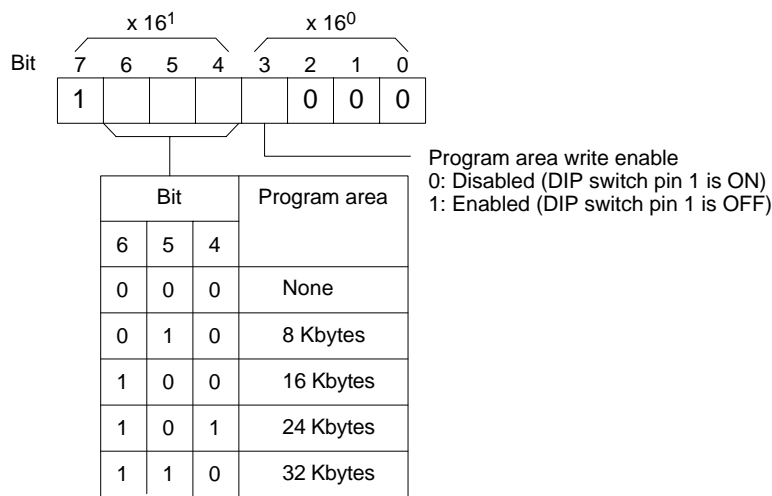 x 16¹ x 16⁰
Bit 7 6 5 4 3 2 1 0
1 0 0 0
Program area write enable
0: Disabled (DIP switch pin 1 is ON)
1: Enabled (DIP switch pin 1 is OFF)
Bit Program area
6 5 4
0 0 0 None
0 1 0 8 Kbytes
1 0 0 16 Kbytes
1 0 1 24 Kbytes
1 1 0 32 Kbytes